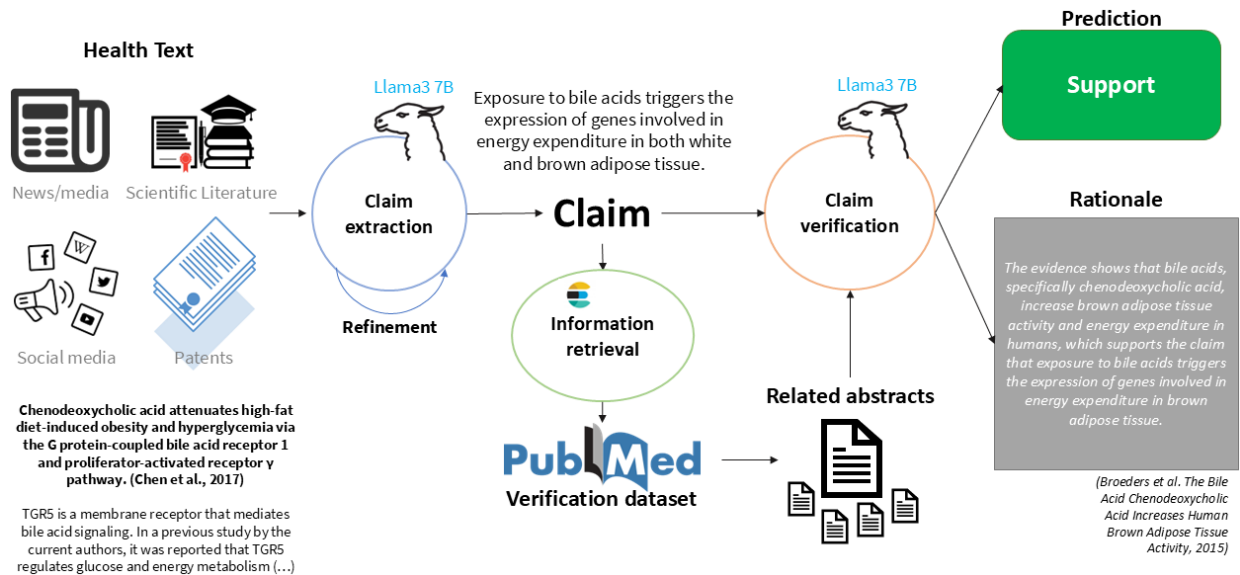 Health Text
News/media
Scientific Literature
Social media
Patents
Chenodeoxycholic acid attenuates high-fat
diet-induced obesity and hyperglycemia via
the G protein-coupled bile acid receptor 1
and proliferator-activated receptor γ
pathway. (Chen et al., 2017)
TGR5 is a membrane receptor that mediates
bile acid signaling. In a previous study by the
current authors, it was reported that TGR5
regulates glucose and energy metabolism (…)
Llama3 7B
Claim
extraction
Refinement
Exposure to bile acids triggers the
expression of genes involved in
energy expenditure in both white
and brown adipose tissue.
Claim
Information
retrieval
PubMed
Verification dataset
Related abstracts
Llama3 7B
Claim
verification
Prediction
Support
Rationale
The evidence shows that bile acids,
specifically chenodeoxycholic acid,
increase brown adipose tissue
activity and energy expenditure in
humans, which supports the claim
that exposure to bile acids triggers
the expression of genes involved in
energy expenditure in brown
adipose tissue.
(Broeders et al. The Bile
Acid Chenodeoxycholic
Acid Increases Human
Brown Adipose Tissue
Activity, 2015)